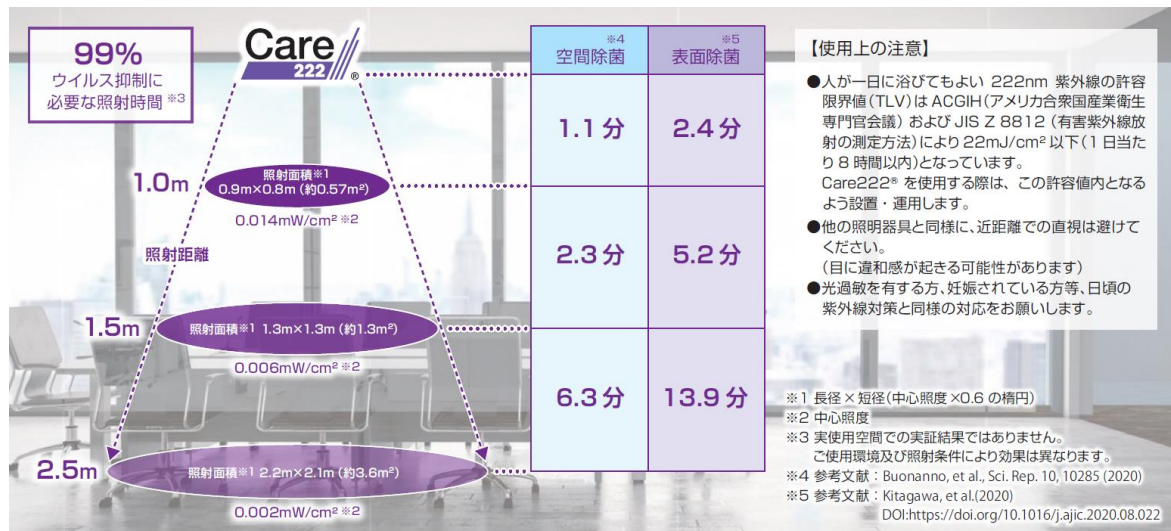 99%
ウイルス抑制に
必要な照射時間 ※3
Care
222 ®
1.0m
照射面積※1
0.9m×0.8m (約0.57m²)
0.014mW/cm² ※2
照射距離
1.5m
照射面積※1 1.3m×1.3m (約1.3m²)
0.006mW/cm² ※2
2.5m
照射面積※1 2.2m×2.1m (約3.6m²)
0.002mW/cm² ※2
※4
空間除菌
※5
表面除菌
1.1 分 2.4 分
2.3 分 5.2 分
6.3 分 13.9 分
【使用上の注意】
●人が一日に浴びてもよい 222nm 紫外線の許容
限界値(TLV)は ACGIH(アメリカ合衆国産業衛生
専門官会議) および JIS Z 8812 (有害紫外線放
射の測定方法)により 22mJ/cm² 以下(1 日当た
り 8 時間以内)となっています。
Care222® を使用する際は、この許容値内となる
よう設置・運用します。
●他の照明器具と同様に、近距離での直視は避けて
ください。
(目に違和感が起きる可能性があります)
●光過敏を有する方、妊娠されている方等、日頃の
紫外線対策と同様の対応をお願いします。
※1 長径×短径(中心照度 ×0.6 の楕円)
※2 中心照度
※3 実使用空間での実証結果ではありません。
ご使用環境及び照射条件により効果は異なります。
※4 参考文献：Buonanno, et al., Sci. Rep. 10, 10285 (2020)
※5 参考文献：Kitagawa, et al.(2020)
DOI:https://doi.org/10.1016/j.ajic.2020.08.022